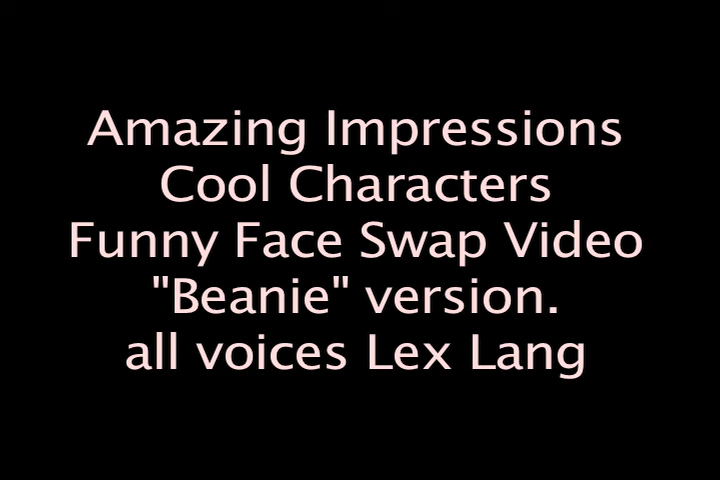 Amazing Impressions
Cool Characters
Funny Face Swap Video
"Beanie" version.
all voices Lex Lang